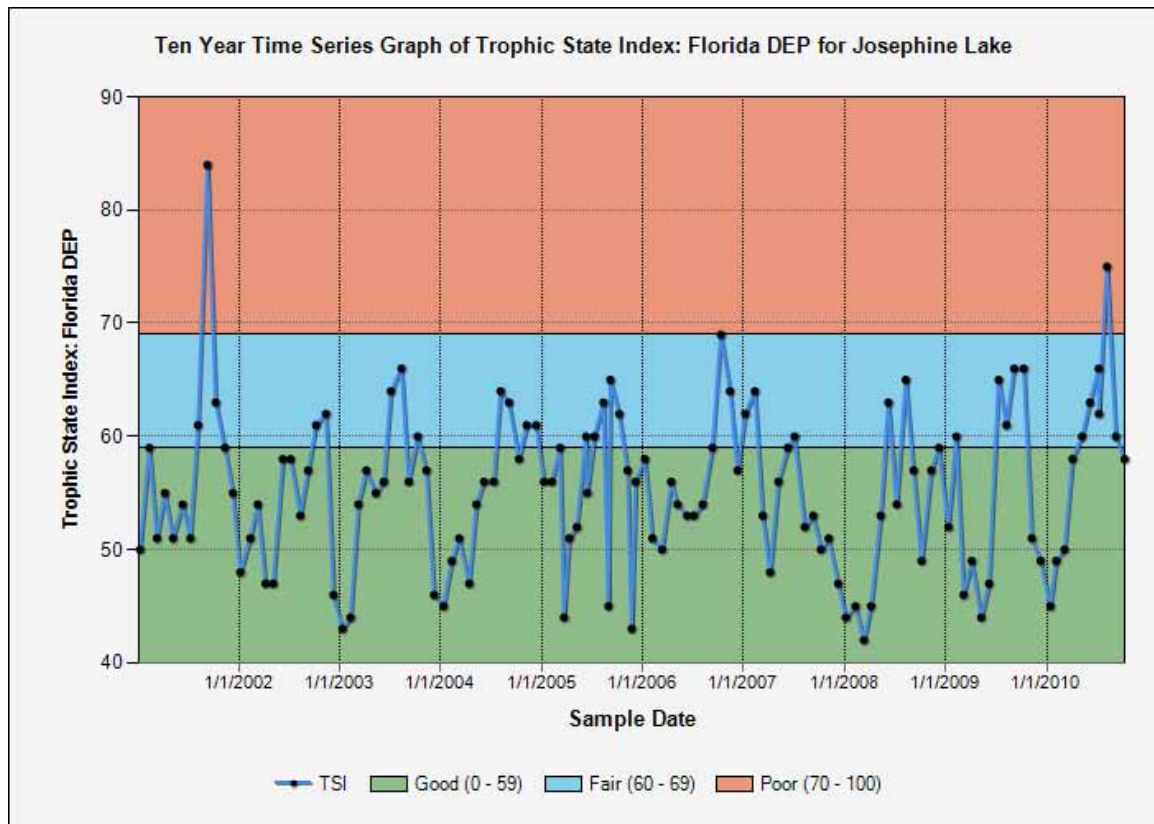 Ten Year Time Series Graph of Trophic State Index: Florida DEP for Josephine Lake
Trophic State Index: Florida DEP
90
80
70
60
50
40
1/1/2002 1/1/2003 1/1/2004 1/1/2005 1/1/2006 1/1/2007 1/1/2008 1/1/2009 1/1/2010
Sample Date
TSI Good (0 - 59) Fair (60 - 69) Poor (70 - 100)